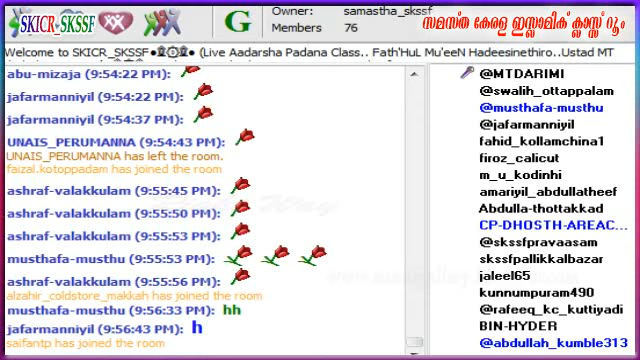 SKICR_SKSSF
G
Owner: samastha_skssf
Members 76
സമസ്ത കേരള ഇസ്ലാമിക് ക്ലാസ്സ് റൂം
Welcome to SKICR_SKSSF (Live Aadarsha Padana Class.. Fath'HuL Mu'eeN Hadeesinethiro..Ustad MT
abu-mizaja (9:54:22 PM):
jafarmanniyil (9:54:22 PM):
jafarmanniyil (9:54:37 PM):
UNAIS_PERUMANNA (9:54:43 PM):
UNAIS_PERUMANNA has left the room.
faizal.kotoppadam has joined the room
ashraf-valakkulam (9:55:45 PM):
ashraf-valakkulam (9:55:50 PM):
ashraf-valakkulam (9:55:53 PM):
musthafa-musthu (9:55:53 PM):
ashraf-valakkulam (9:55:56 PM):
alzahir_coldstore_makkah has joined the room
musthafa-musthu (9:56:33 PM): hh
jafarmanniyil (9:56:43 PM): h
saifantp has joined the room
@MTDARIMI
@swalih_ottappalam
@musthafa-musthu
@jafarmanniyil
fahid_kollamchina1
firoz_calicut
m_u_kodinhi
amariyil_abdullatheef
Abdulla-thottakkad
CP-DHOSTH-AREAC...
@skssfpravaasam
skssfpallikkalbazar
jaleel65
kunnumpuram490
@rafeeq_kc_kuttiyadi
BIN-HYDER
@abdullah_kumble313